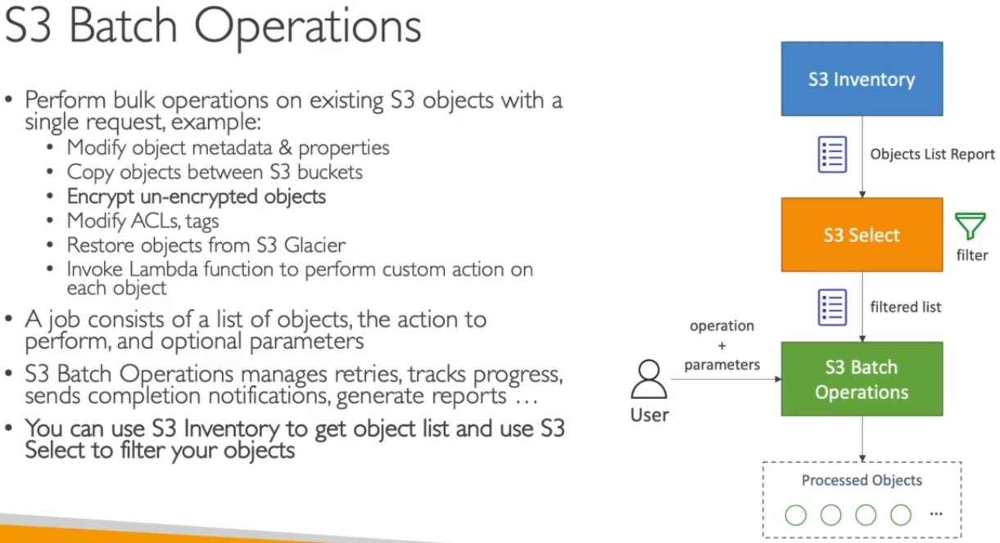 S3 Batch Operations
• Perform bulk operations on existing S3 objects with a
single request, example:
• Modify object metadata & properties
• Copy objects between S3 buckets
• Encrypt un-encrypted objects
• Modify ACLs, tags
• Restore objects from S3 Glacier
• Invoke Lambda function to perform custom action on
each object
• A job consists of a list of objects, the action to
perform, and optional parameters
• S3 Batch Operations manages retries, tracks progress,
sends completion notifications, generate reports …
• You can use S3 Inventory to get object list and use S3
Select to filter your objects
S3 Inventory
Objects List Report
S3 Select
filter
filtered list
operation
+
parameters
User
S3 Batch
Operations
Processed Objects
...